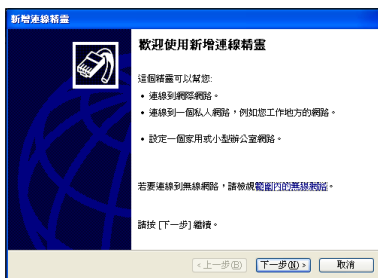 新增連線精靈
歡迎使用新增連線精靈
這個精靈可以幫您:
• 連線到網際網路。
• 連線到一個私人網路，例如您工作地方的網路。
• 設定一個家用或小型辦公室網路。
若要連線到無線網路，請檢視範圍內的無線網路。
請按 [下一步] 繼續。
<上一步(B) 下一步(N)> 取消